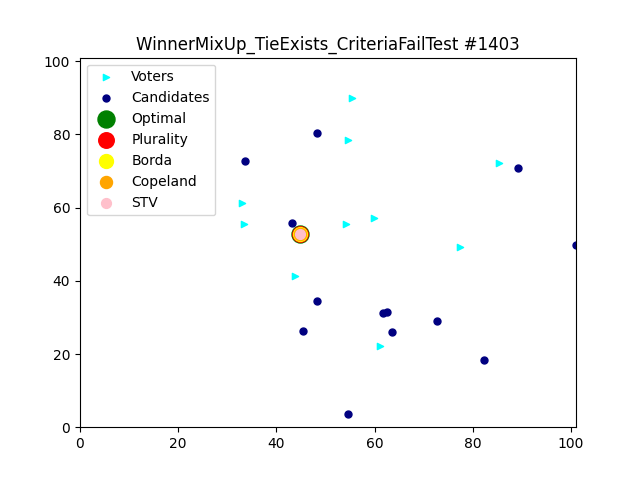 WinnerMixUp_TieExists_CriteriaFailTest #1403
100
80
60
40
20
0
Voters
Candidates
Optimal
Plurality
Borda
Copeland
STV
0 20 40 60 80 100